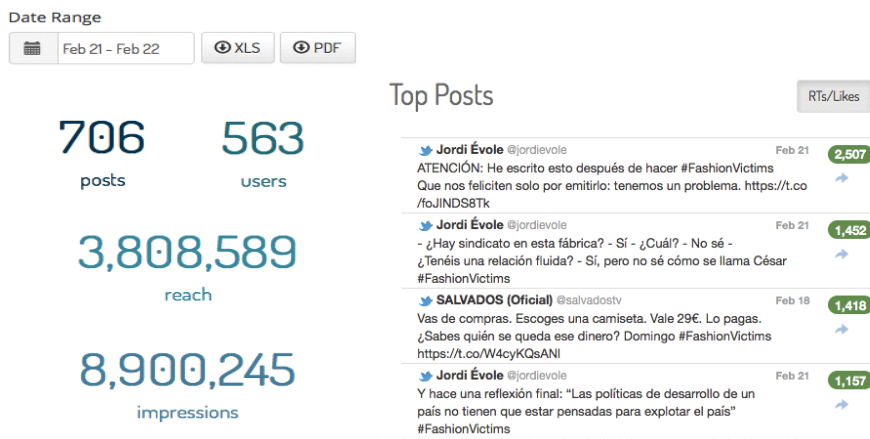 Date Range
Feb 21 - Feb 22
XLS
PDF
706
posts
563
users
3,808,589
reach
8,900,245
impressions
Top Posts
RTs/Likes
Jordi Évole @jordievole Feb 21 2,507
ATENCIÓN: He escrito esto después de hacer #FashionVictims
Que nos feliciten solo por emitirlo: tenemos un problema. https://t.co
/foJlNDS8Tk
Jordi Évole @jordievole Feb 21 1,452
- ¿Hay sindicato en esta fábrica? - Sí - ¿Cuál? - No sé -
¿Tenéis una relación fluida? - Sí, pero no sé cómo se llama César
#FashionVictims
SALVADOS (Oficial) @salvadostv Feb 18 1,418
Vas de compras. Escoges una camiseta. Vale 29€. Lo pagas.
¿Sabes quién se queda ese dinero? Domingo #FashionVictims
https://t.co/W4cyKQsANl
Jordi Évole @jordievole Feb 21 1,157
Y hace una reflexión final: “Las políticas de desarrollo de un
país no tienen que estar pensadas para explotar el país”
#FashionVictims